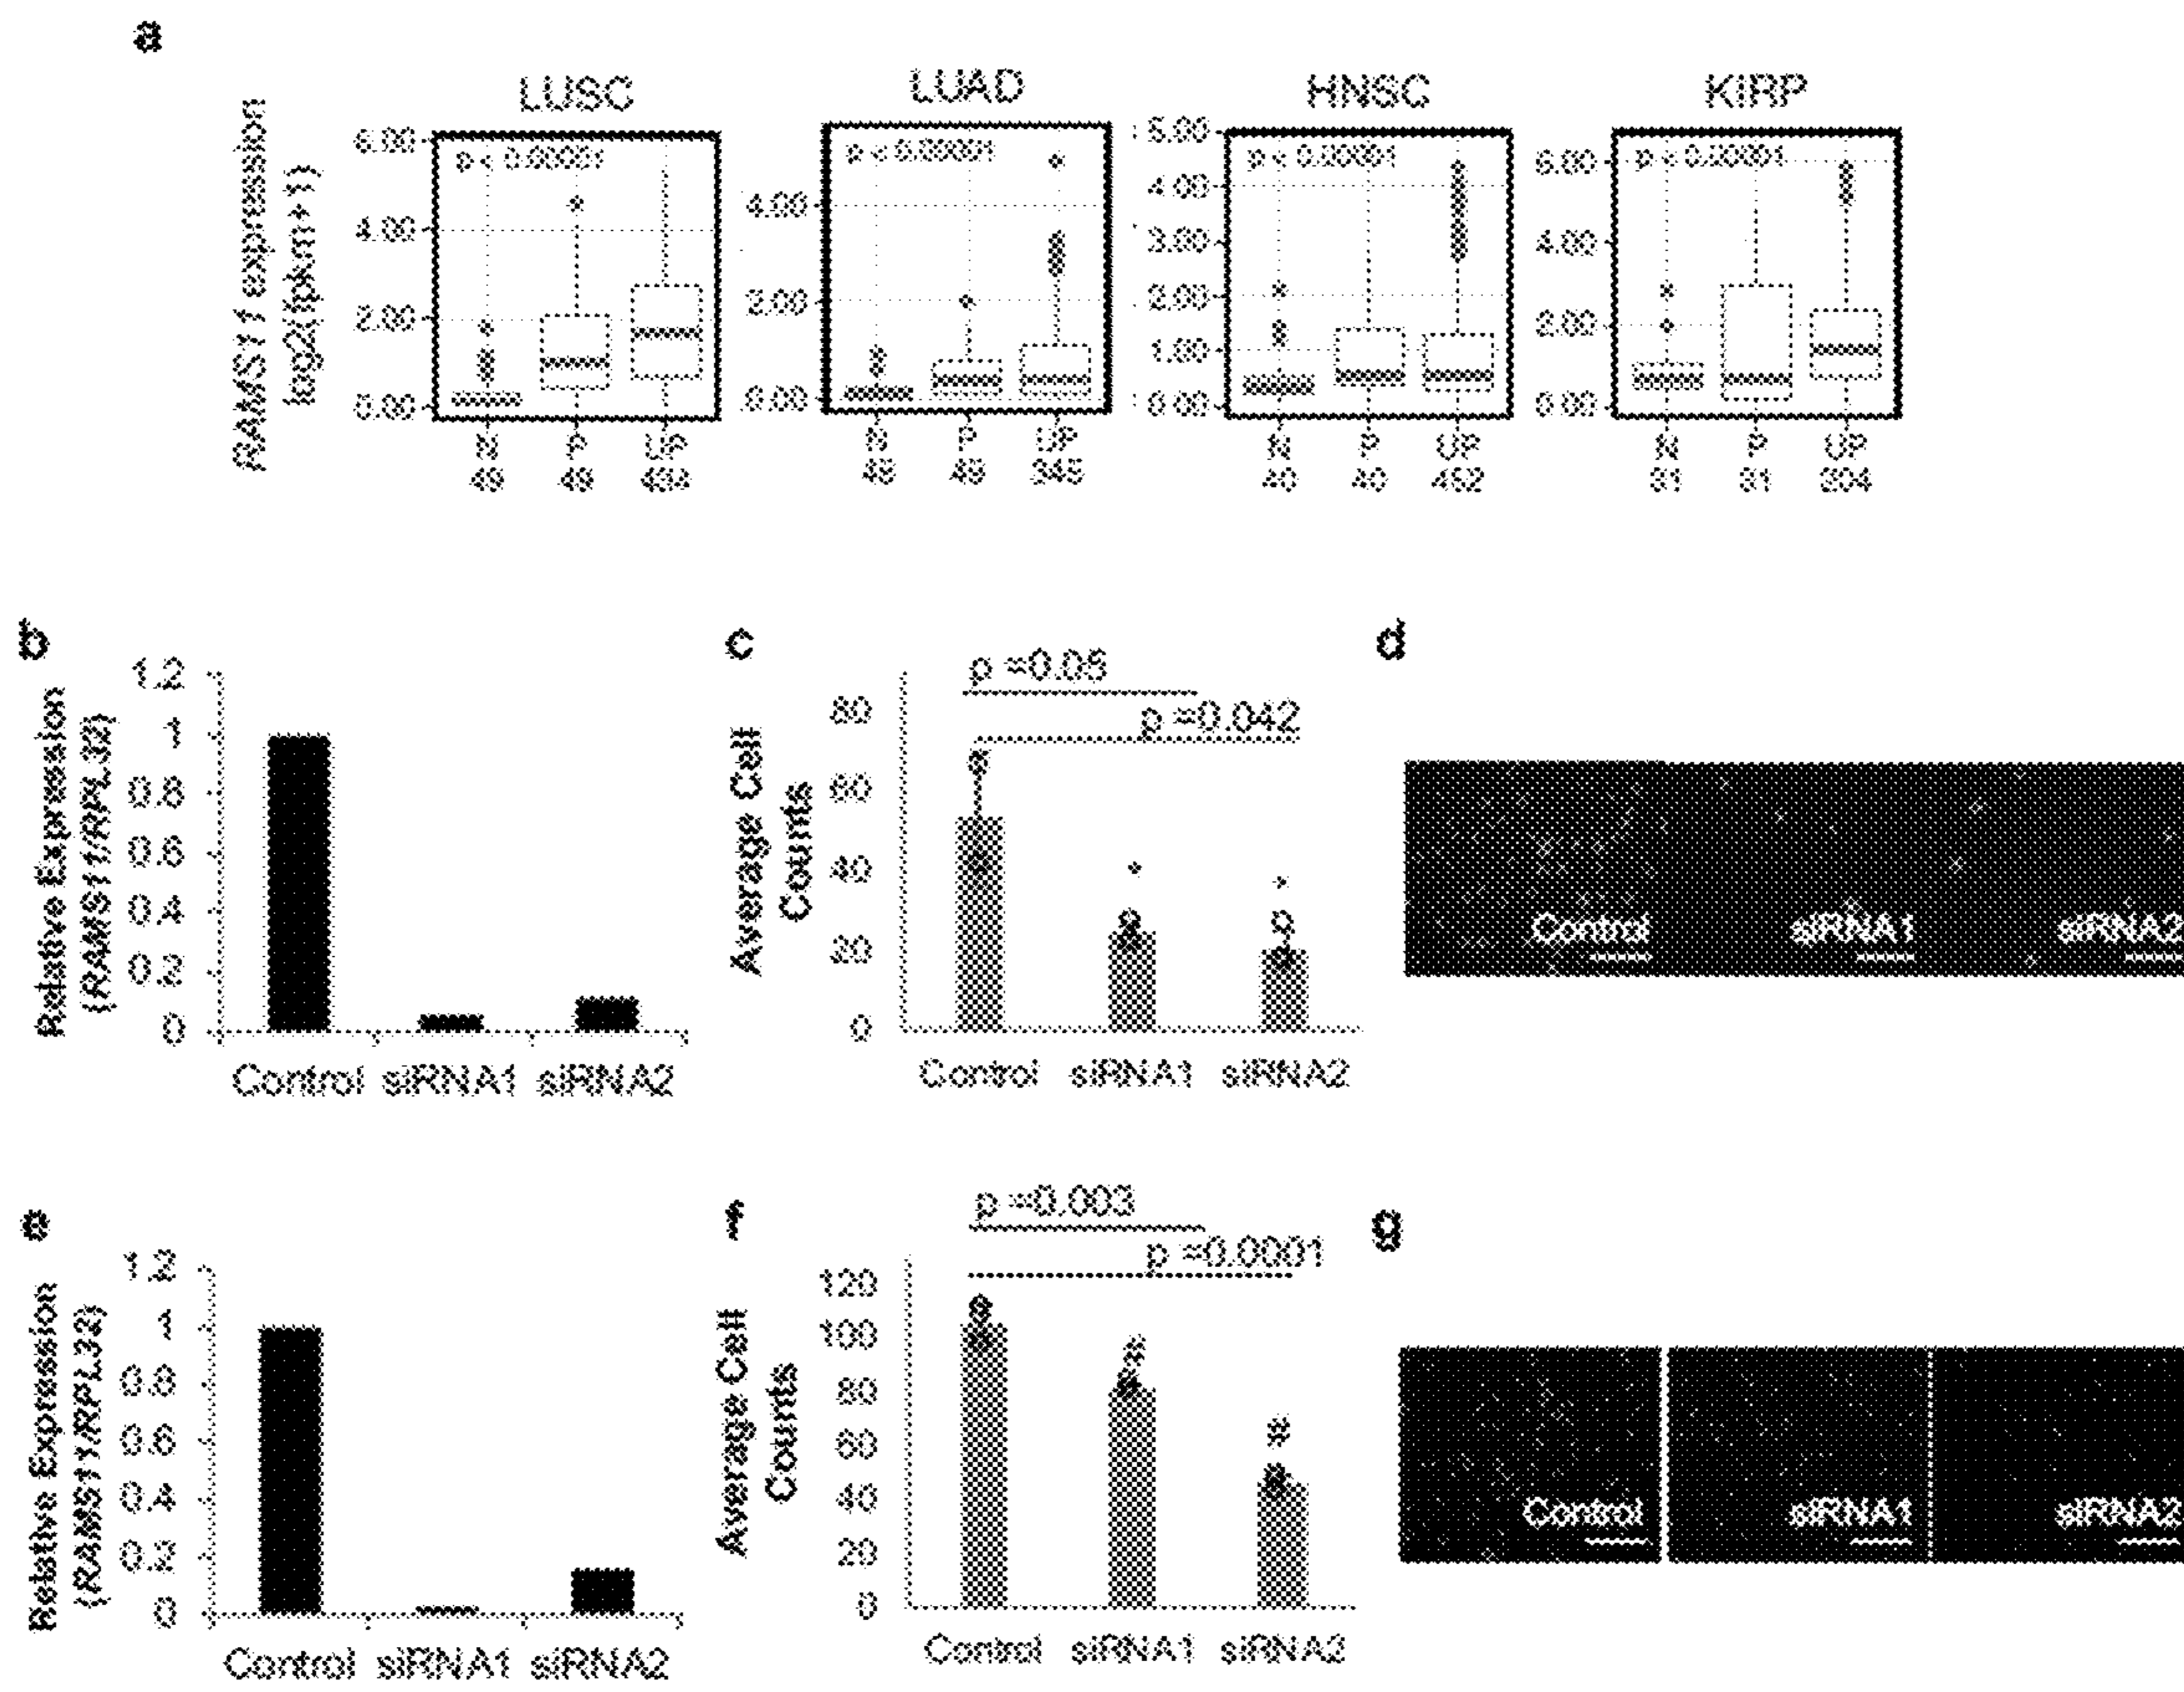 a
LUSC
LUAD
HNSC
KIRP
RAMS11 expression
log2(fpkm+1)
6.00
4.00
2.00
0.00
p < 0.00001
N
P
UP
49
49
4.00
2.00
0.00
p < 0.00001
N
P
UP
345
5.00
4.00
3.00
2.00
1.00
0.00
p < 0.00001
N
P
UP
40
40
6.00
4.00
2.00
0.00
p < 0.00001
N
P
UP
b
Relative Expression
(RAMS11/RPL32)
1.2
1
0.8
0.6
0.4
0.2
0
Control siRNA1 siRNA2
c
p =0.05
p =0.042
Average Cell
Counts
80
60
40
20
0
Control siRNA1 siRNA2
d
Control
siRNA1
siRNA2
e
Relative Expression
(RAMS11/RPL32)
1.2
1
0.8
0.6
0.4
0.2
0
Control siRNA1 siRNA2
f
p =0.003
p =0.0001
Average Cell
Counts
120
100
80
60
40
20
0
Control siRNA1 siRNA2
g
Control
siRNA1
siRNA2